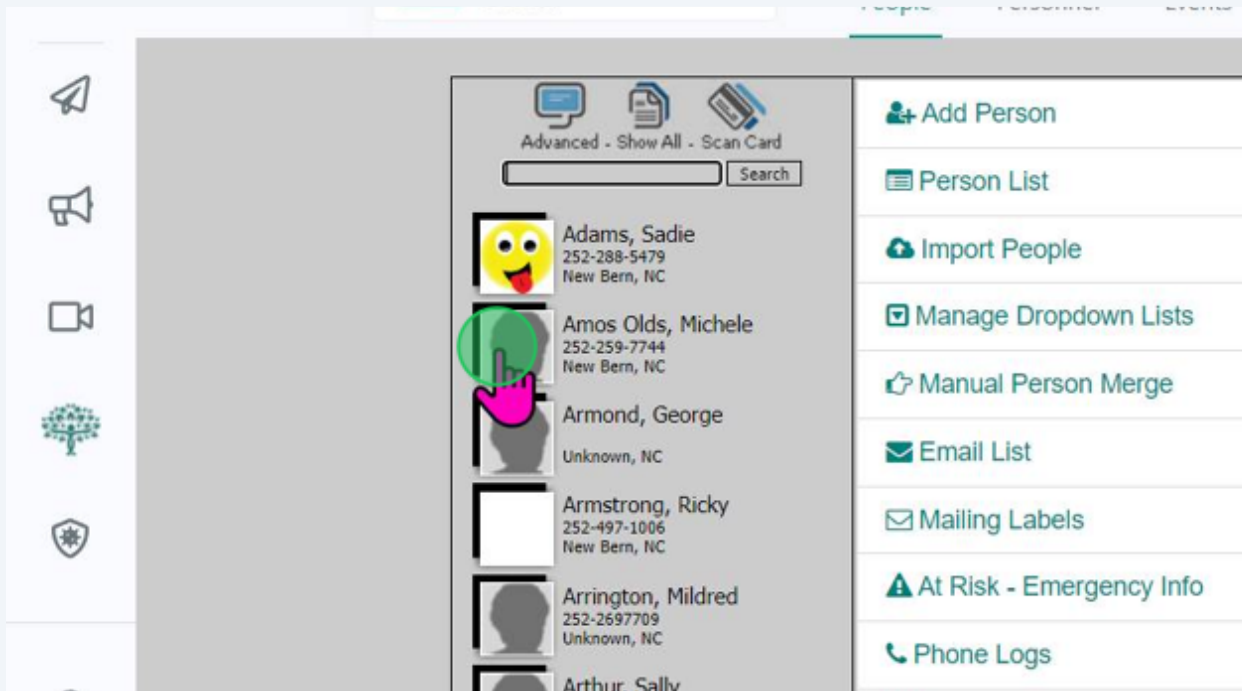 People Personnel Events
Advanced - Show All - Scan Card
Search
Adams, Sadie
252-288-5479
New Bern, NC
Amos Olds, Michele
252-259-7744
New Bern, NC
Armond, George
Unknown, NC
Armstrong, Ricky
252-497-1006
New Bern, NC
Arrington, Mildred
252-2697709
Unknown, NC
Arthur, Sally
Add Person
Person List
Import People
Manage Dropdown Lists
Manual Person Merge
Email List
Mailing Labels
At Risk - Emergency Info
Phone Logs